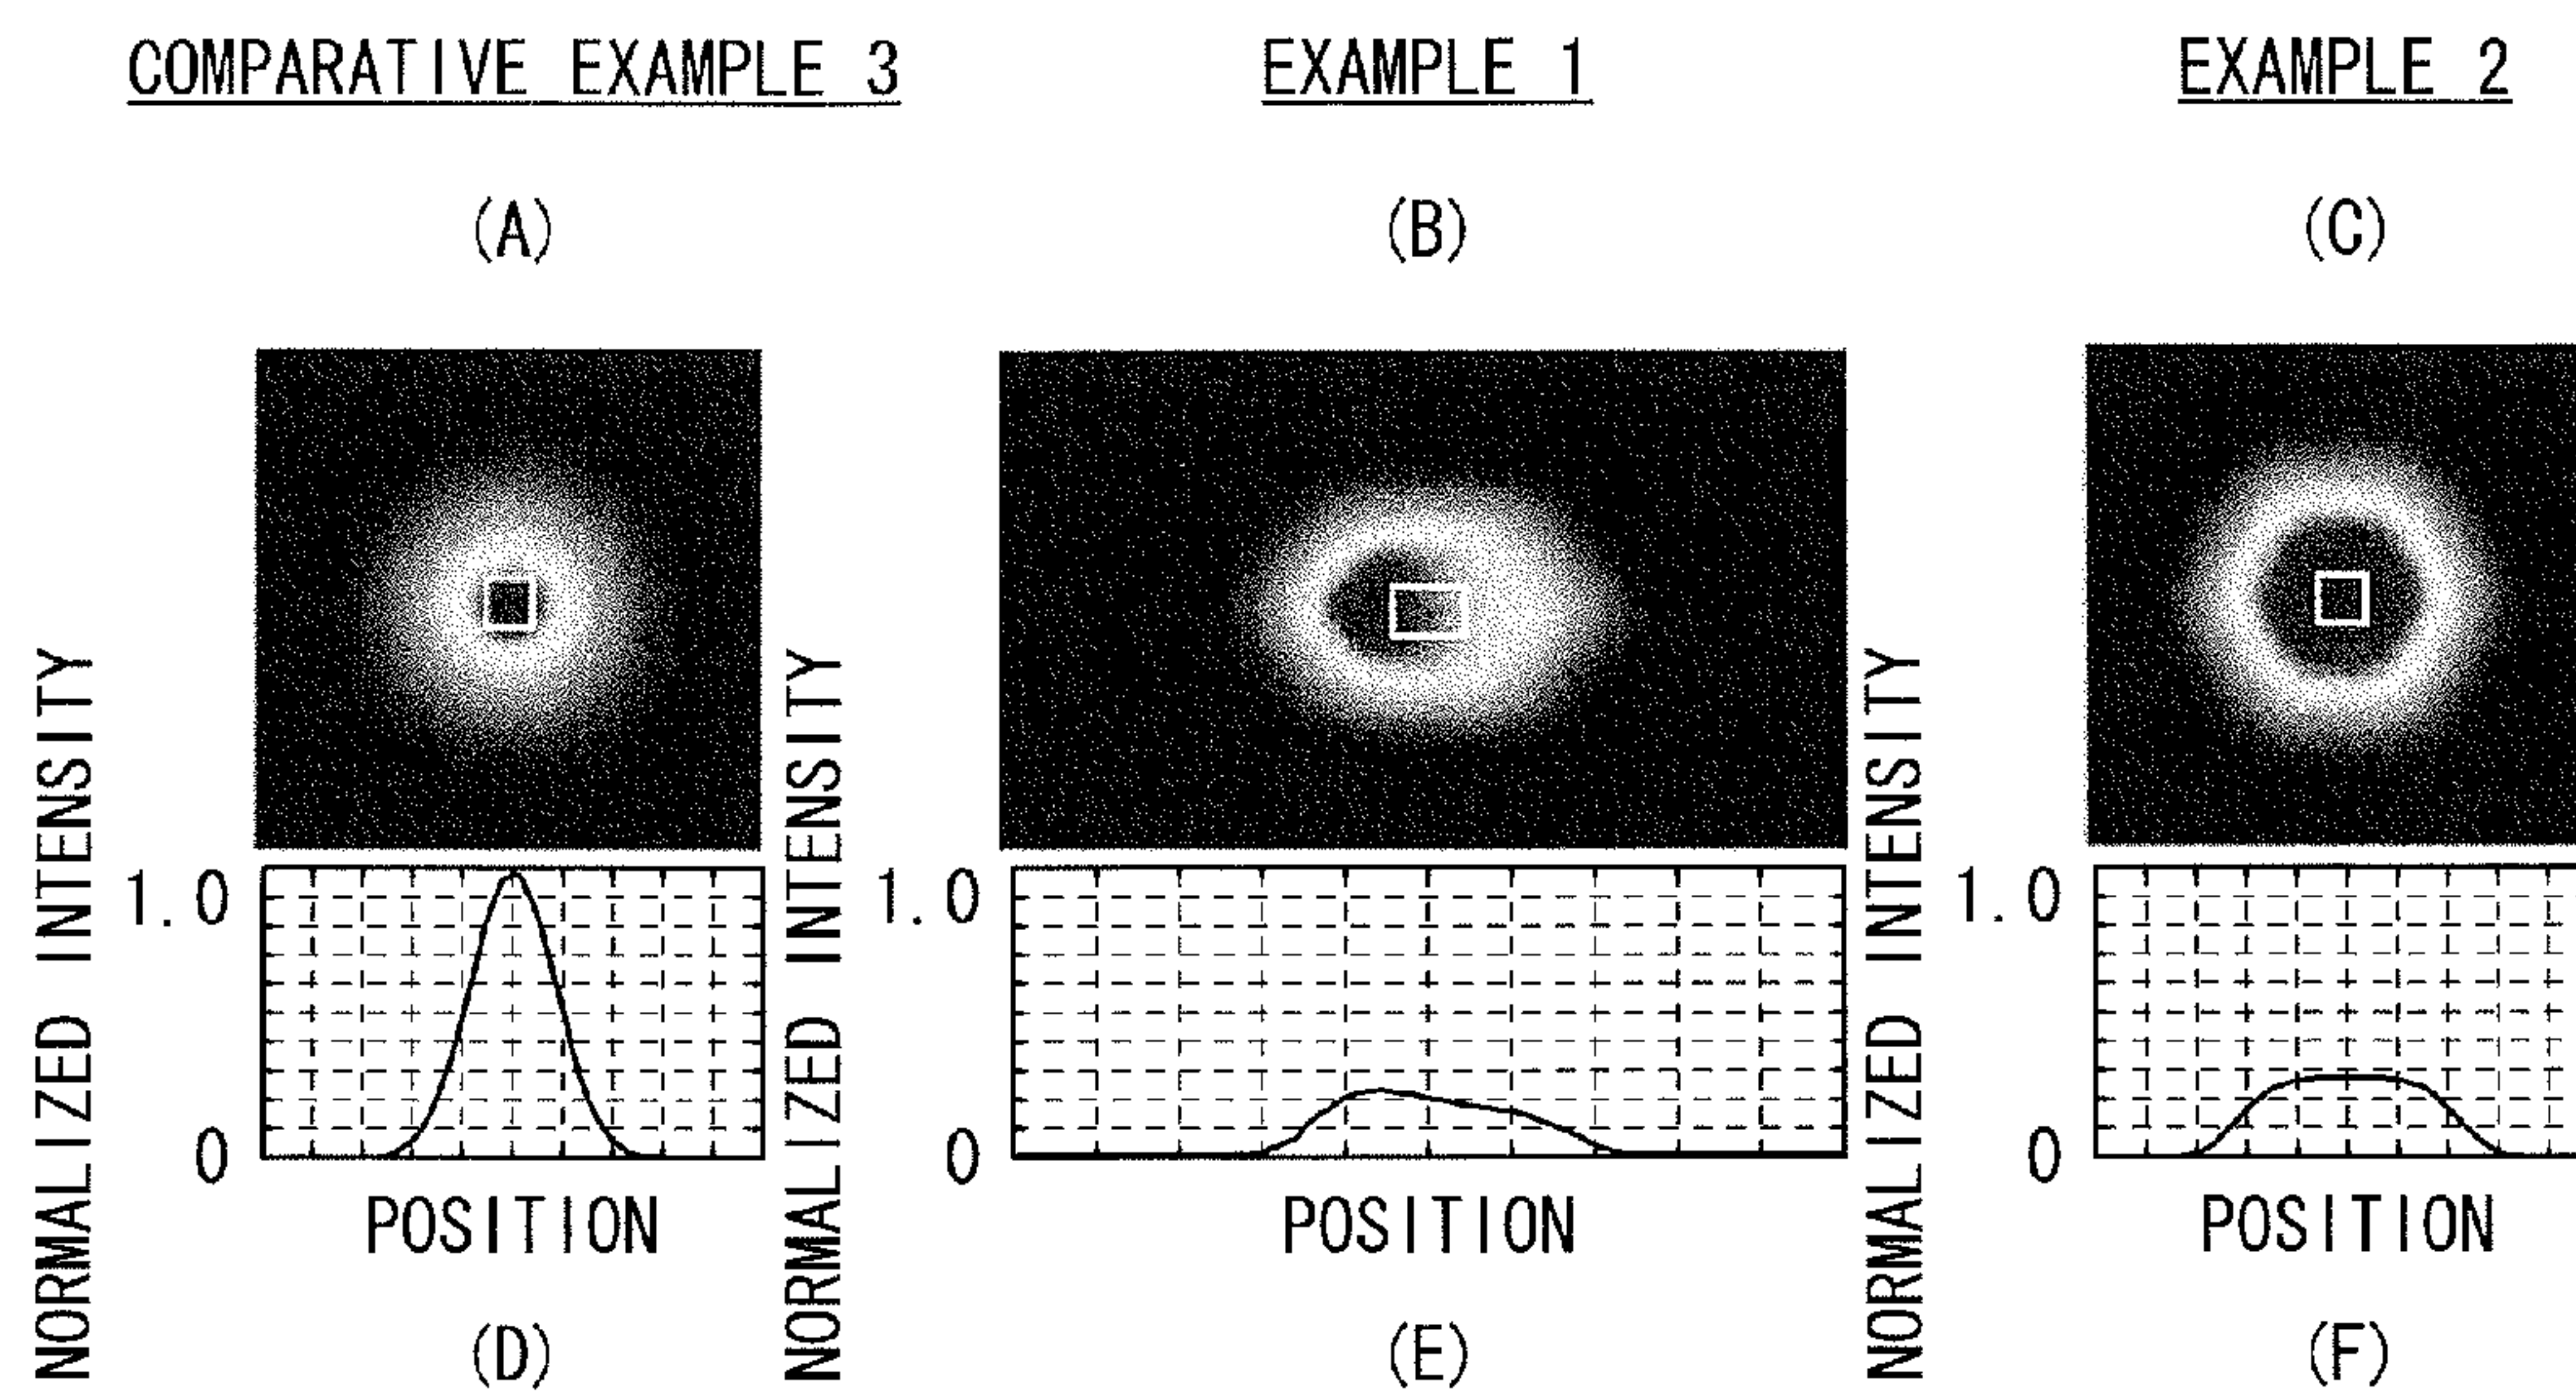 COMPARATIVE EXAMPLE 3
EXAMPLE 1
EXAMPLE 2
(A)
(B)
(C)
NORMALIZED INTENSITY
1.0
0
POSITION
(D)
NORMALIZED INTENSITY
1.0
0
POSITION
(E)
NORMALIZED INTENSITY
1.0
0
POSITION
(F)